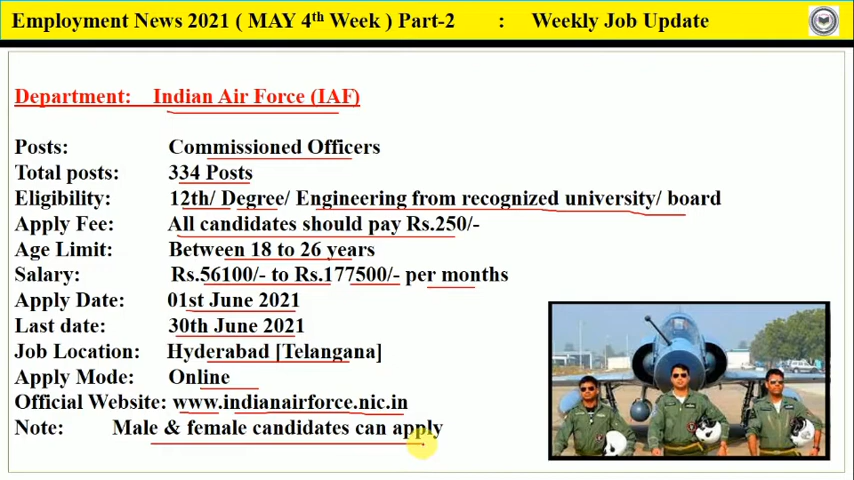 Employment News 2021 ( MAY 4th Week ) Part-2 : Weekly Job Update
Department: Indian Air Force (IAF)
Posts: Commissioned Officers
Total posts: 334 Posts
Eligibility: 12th/ Degree/ Engineering from recognized university/ board
Apply Fee: All candidates should pay Rs.250/-
Age Limit: Between 18 to 26 years
Salary: Rs.56100/- to Rs.177500/- per months
Apply Date: 01st June 2021
Last date: 30th June 2021
Job Location: Hyderabad [Telangana]
Apply Mode: Online
Official Website: www.indianairforce.nic.in
Note: Male & female candidates can apply